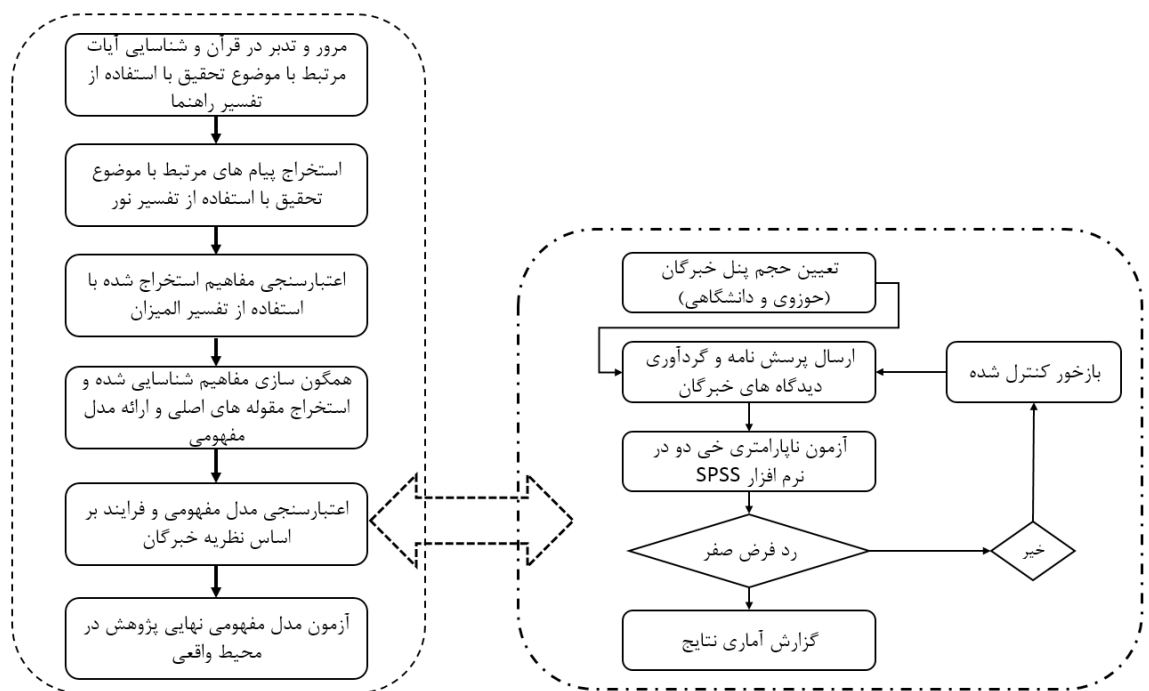 مرور و تدبر در قرآن و شناسایی آیات
مرتبط با موضوع تحقیق با استفاده از
تفسیر راهنما
استخراج پیام های مرتبط با موضوع
تحقیق با استفاده از تفسیر نور
اعتبارسنجی مفاهیم استخراج شده با
استفاده از تفسیر المیزان
همگون سازی مفاهیم شناسایی شده و
استخراج مقوله های اصلی و ارائه مدل
مفهومی
اعتبارسنجی مدل مفهومی و فرایند بر
اساس نظریه خبرگان
آزمون مدل مفهومی نهایی پژوهش در
محیط واقعی
تعیین حجم پنل خبرگان
(حوزوی و دانشگاهی)
ارسال پرسش نامه و گردآوری
دیدگاه های خبرگان
بازخور کنترل شده
آزمون ناپارامتری خی دو در
نرم افزار SPSS
رد فرض صفر
خیر
گزارش آماری نتایج